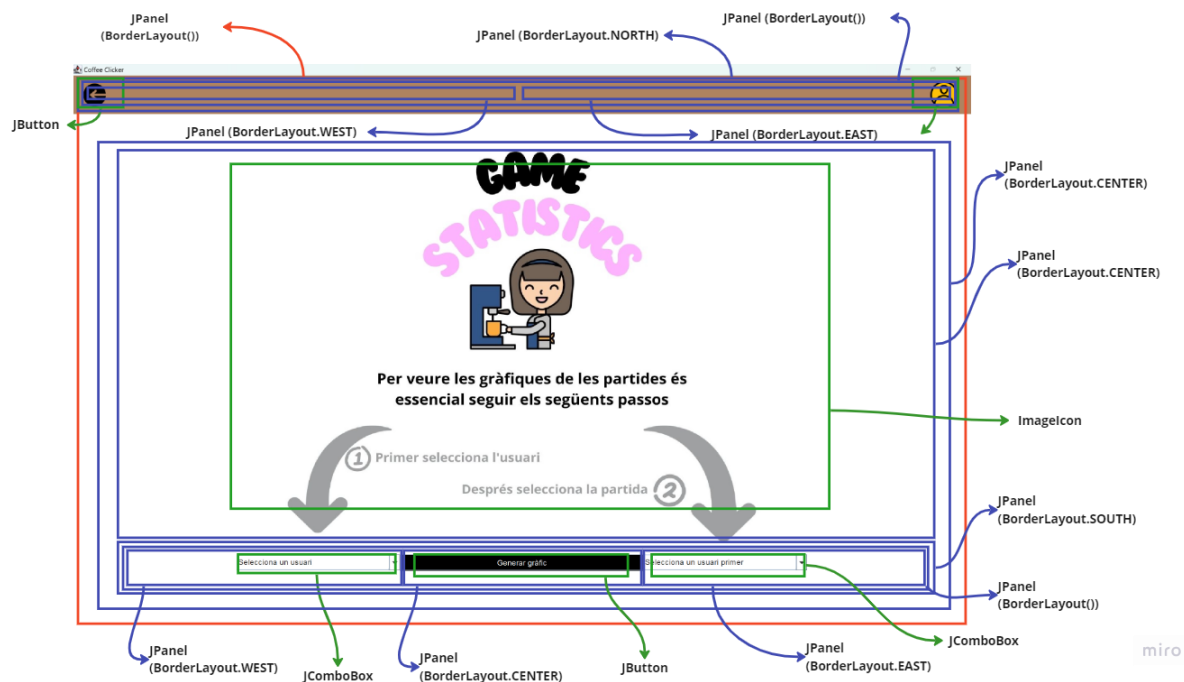 JPanel
(BorderLayout())
JPanel (BorderLayout())
JPanel (BorderLayout.NORTH)
Coffee Clicker
JButton
JPanel (BorderLayout.WEST)
JPanel (BorderLayout.EAST)
GAME
STATISTICS
JPanel
(BorderLayout.CENTER)
JPanel
(BorderLayout.CENTER)
Per veure les gràfiques de les partides és
essencial seguir els següents passos
ImageIcon
1 Primer selecciona l'usuari
Després selecciona la partida 2
JPanel
(BorderLayout.SOUTH)
Selecciona un usuari
Generar gràfic
Selecciona un usuari primer
JPanel
(BorderLayout())
JPanel
(BorderLayout.WEST)
JComboBox
JPanel
(BorderLayout.CENTER)
JButton
JPanel
(BorderLayout.EAST)
JComboBox
miro